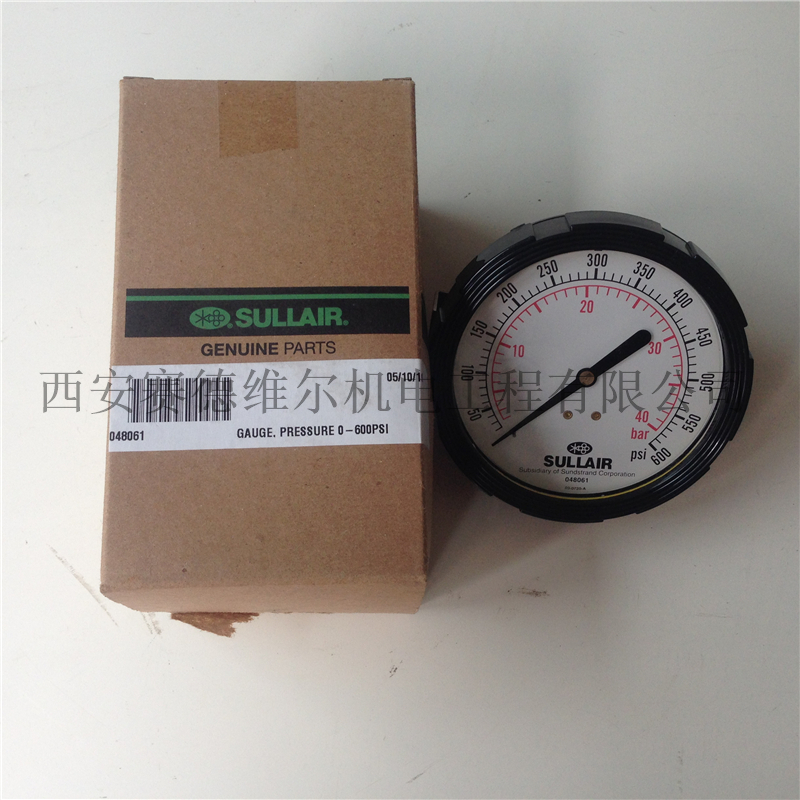 SULLAIR®
GENUINE PARTS
05/10/1
西安赛德维尔机电工程有限公司
048061
GAUGE, PRESSURE 0-600PSI
50
100
150
200
250
300
350
400
450
500
550
600
10
20
30
40
bar
psi
SULLAIR
Subsidiary of Sundstrand Corporation
048061